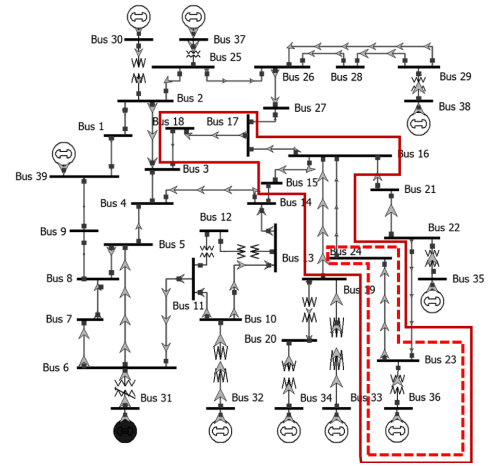 Bus 30
Bus 37
Bus 25
Bus 26
Bus 28
Bus 29
Bus 2
Bus 27
Bus 38
Bus 1
Bus 18
Bus 17
Bus 16
Bus 3
Bus 39
Bus 15
Bus 21
Bus 4
Bus 14
Bus 9
Bus 12
Bus 22
Bus 5
Bus 13
Bus 24
Bus 8
Bus 19
Bus 35
Bus 11
Bus 7
Bus 10
Bus 20
Bus 6
Bus 23
Bus 31
Bus 32
Bus 34
Bus 33
Bus 36